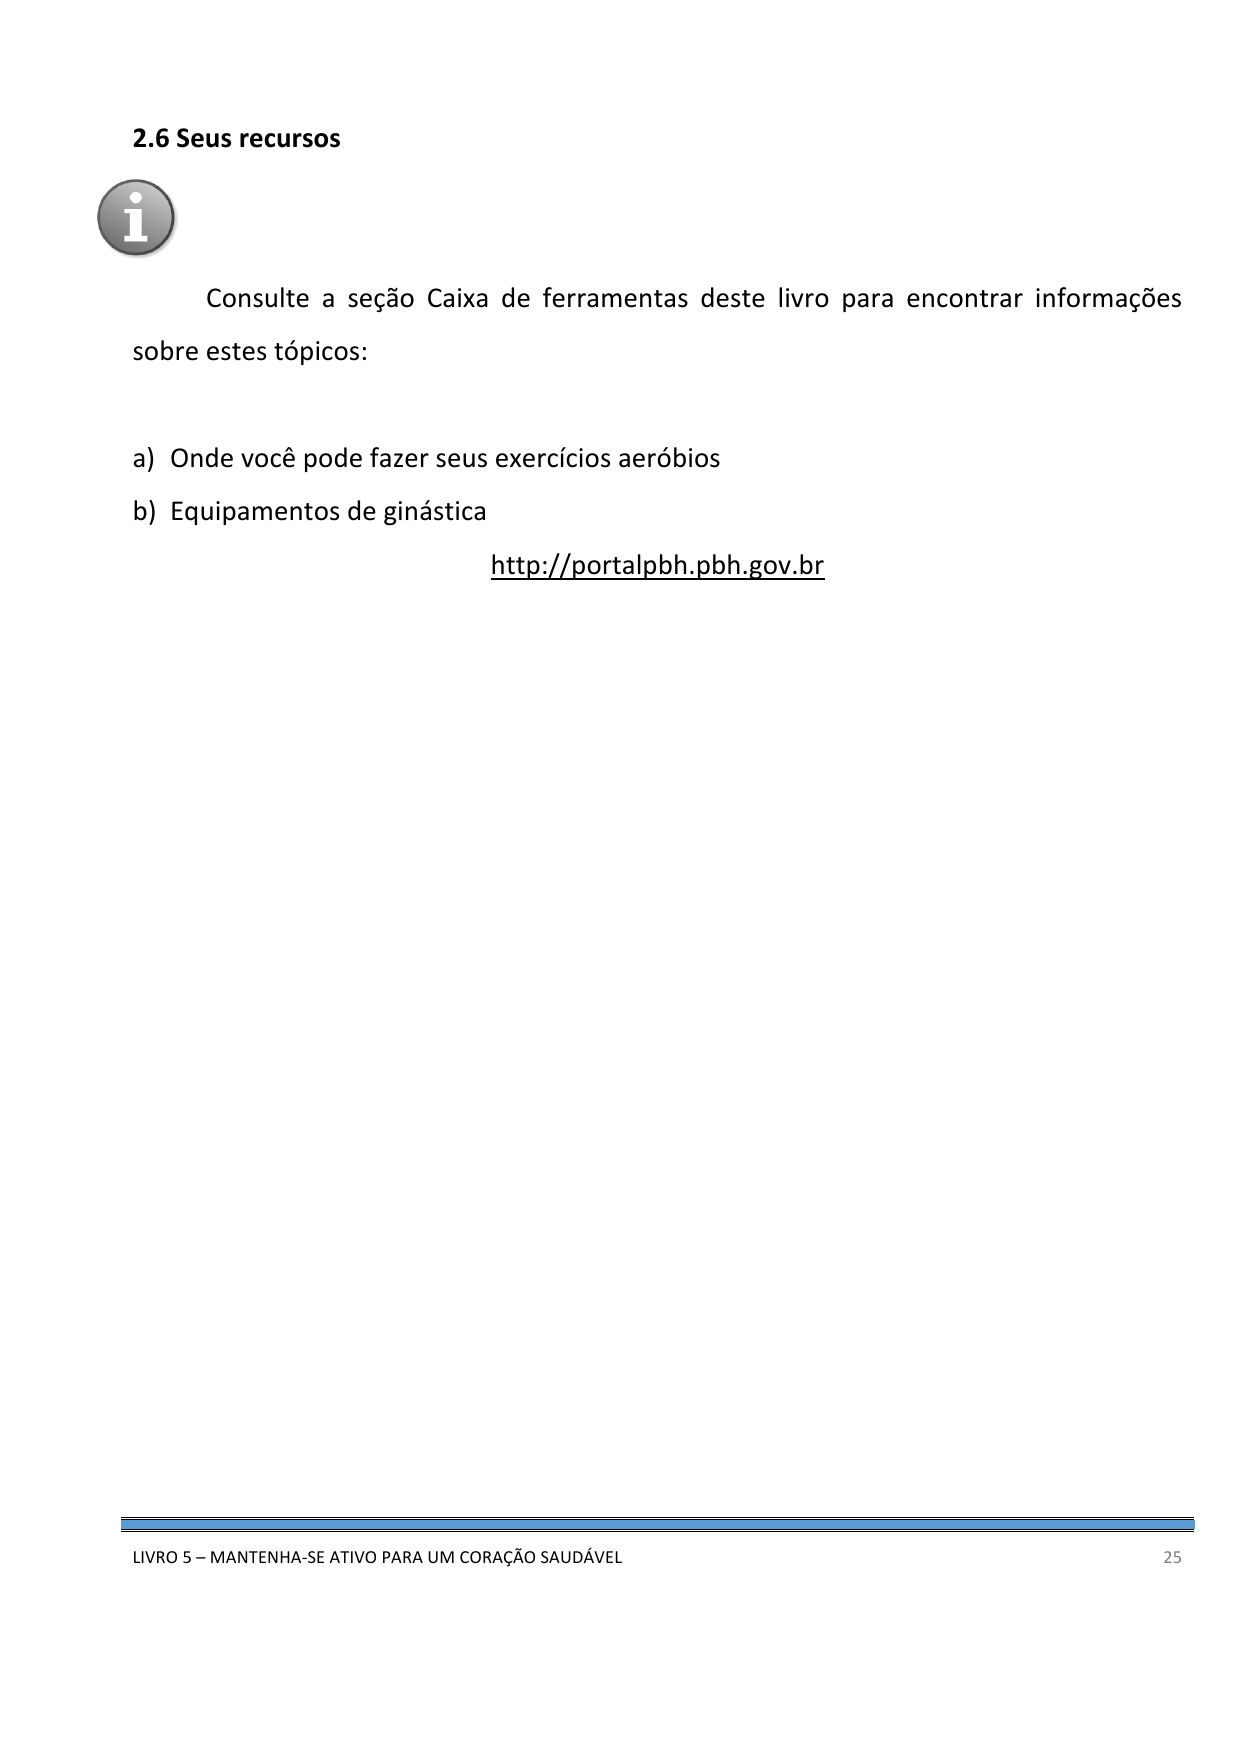 2.6 Seus recursos
i
Consulte a seção Caixa de ferramentas deste livro para encontrar informações
sobre estes tópicos:
a) Onde você pode fazer seus exercícios aeróbios
b) Equipamentos de ginástica
http://portalpbh.pbh.gov.br
LIVRO 5 – MANTENHA-SE ATIVO PARA UM CORAÇÃO SAUDÁVEL 25